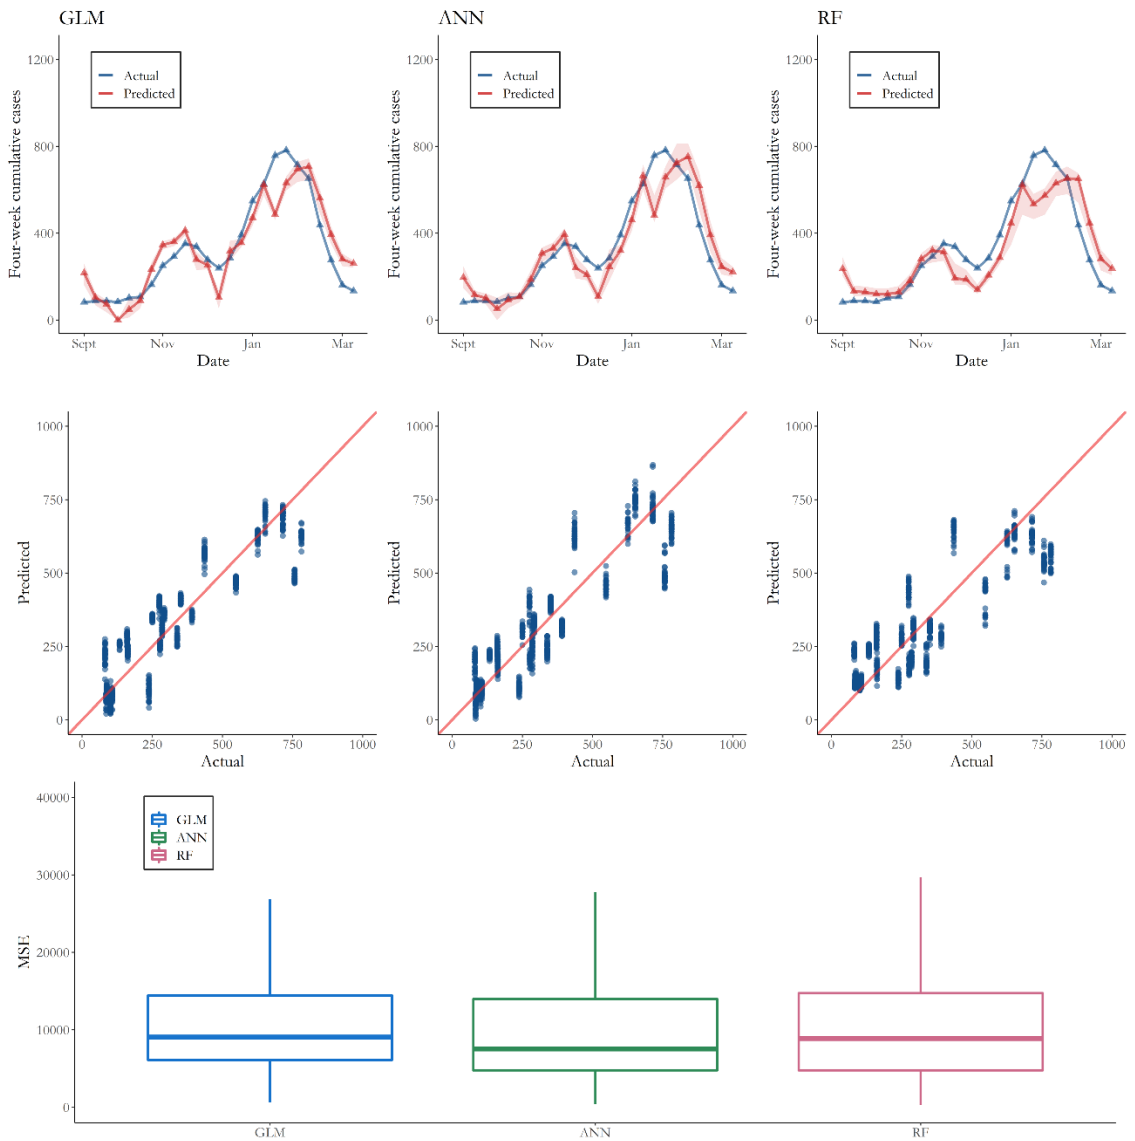 GLM
ANN
RF
Four-week cumulative cases
1200
800
400
0
Actual
Predicted
Sept
Nov
Jan
Mar
Date
Four-week cumulative cases
1200
800
400
0
Actual
Predicted
Sept
Nov
Jan
Mar
Date
Four-week cumulative cases
1200
800
400
0
Actual
Predicted
Sept
Nov
Jan
Mar
Date
Predicted
1000
750
500
250
0
0
250
500
750
1000
Actual
Predicted
1000
750
500
250
0
0
250
500
750
1000
Actual
Predicted
1000
750
500
250
0
0
250
500
750
1000
Actual
MSE
40000
30000
20000
10000
0
GLM
ANN
RF
GLM
ANN
RF